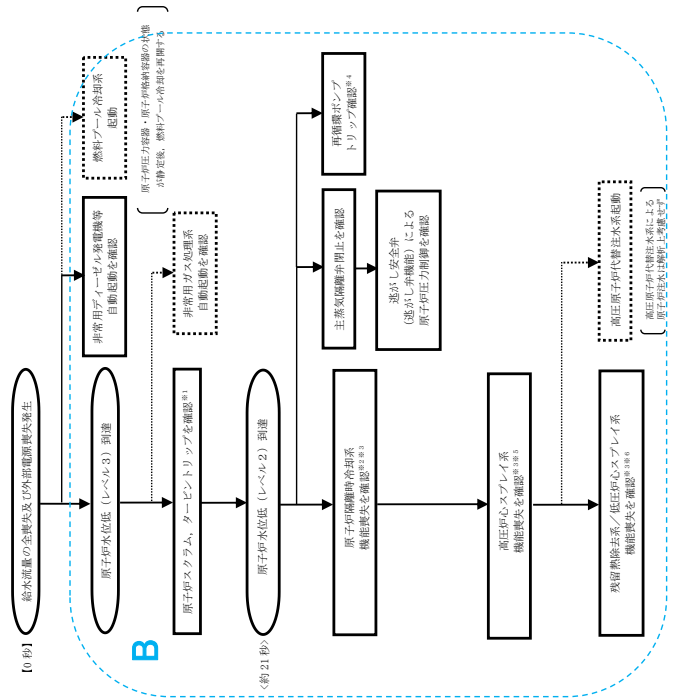 【0 秒】
給水流量の全喪失及び外部電源喪失発生
B
原子炉水位低（レベル３）到達
非常用ディーゼル発電機等
自動起動を確認
燃料プール冷却系
起動
原子炉圧力容器・原子炉格納容器の状態
が静定後，燃料プール冷却を再開する
原子炉スクラム，タービントリップを確認※１
非常用ガス処理系
自動起動を確認
<約 21 秒>
原子炉水位低（レベル２）到達
原子炉隔離時冷却系
機能喪失を確認※２※３
主蒸気隔離弁閉止を確認
再循環ポンプ
トリップ確認※４
逃がし安全弁
(逃がし弁機能) による
原子炉圧力制御を確認
高圧炉心スプレイ系
機能喪失を確認※３※５
残留熱除去系／低圧炉心スプレイ系
機能喪失を確認※３※６
高圧原子炉代替注水系起動
高圧原子炉代替注水系による
原子炉注水は解析上考慮せず